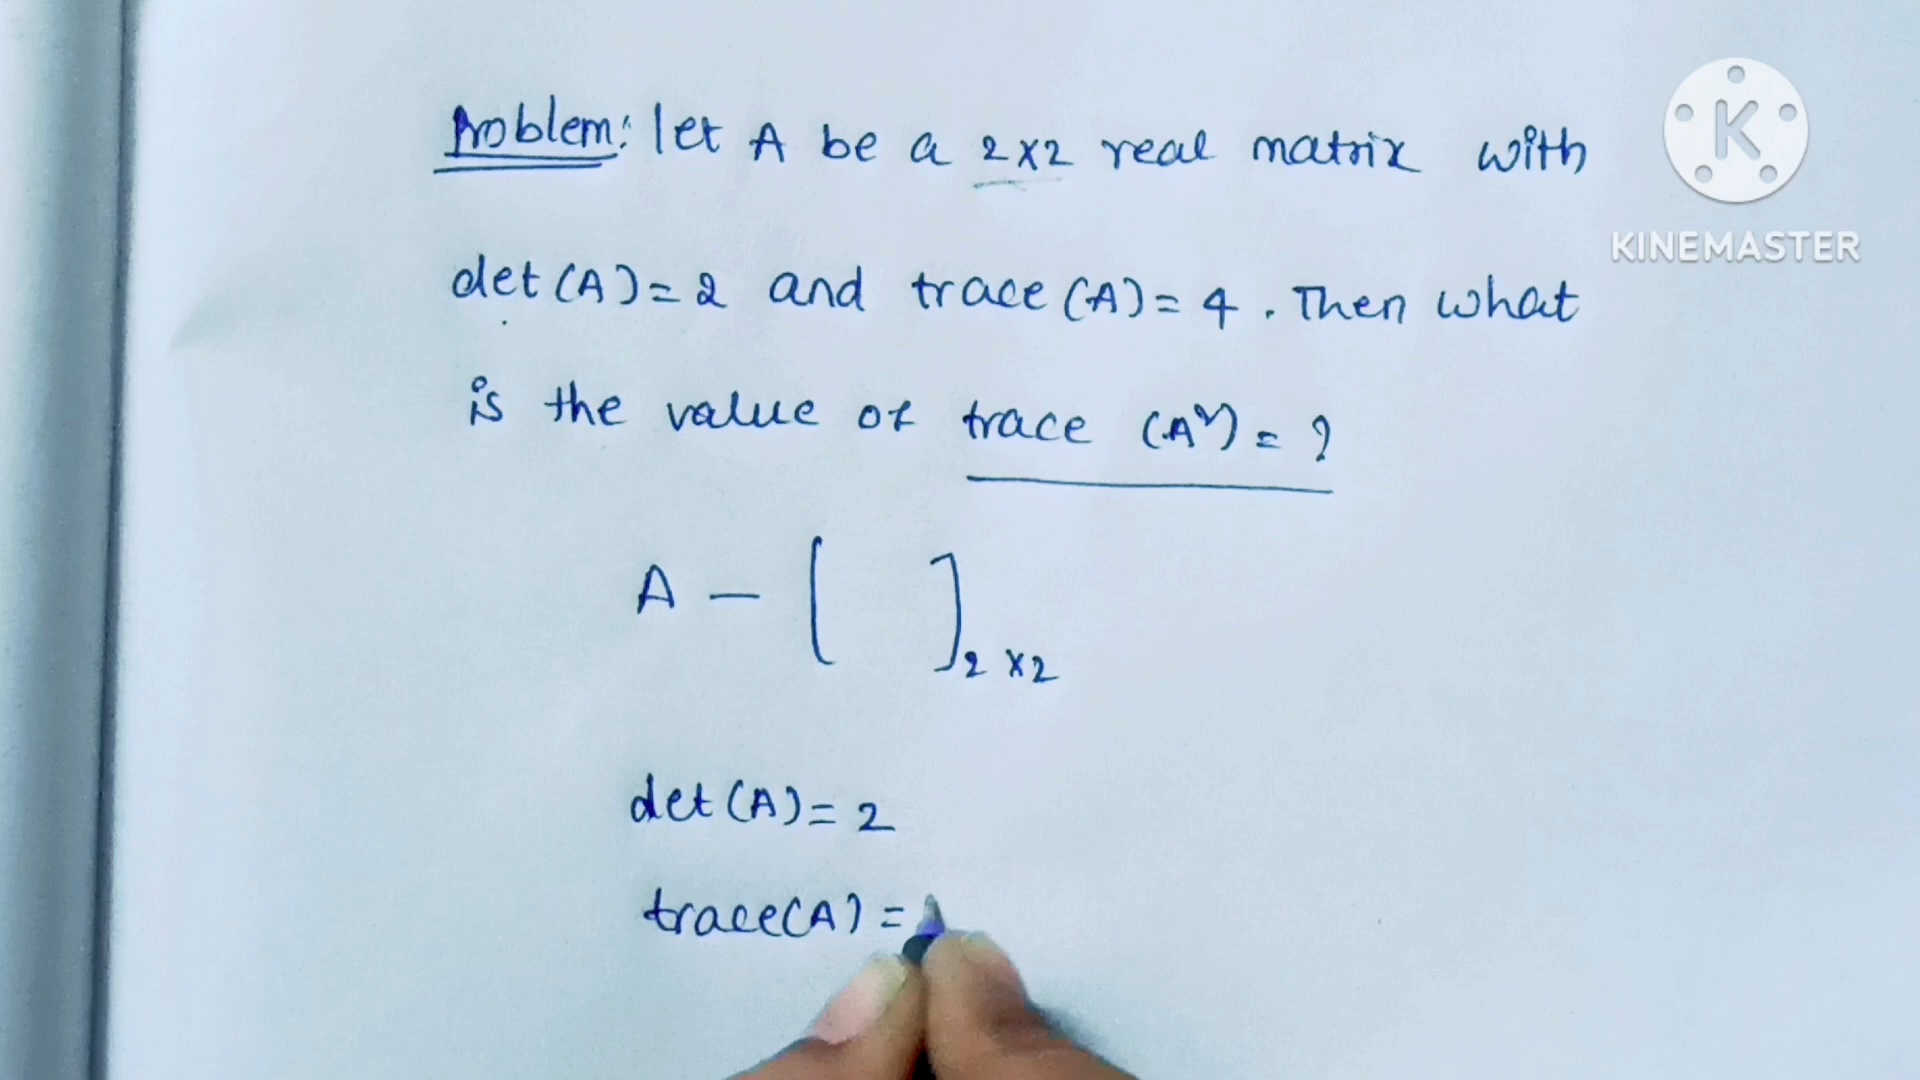 Problem: let A be a 2x2 real matrix with
det(A)=2 and trace(A)=4. Then what
is the value of trace (A²)=?
A - [ ]2x2
det(A)=2
trace(A)=
K
KINEMASTER